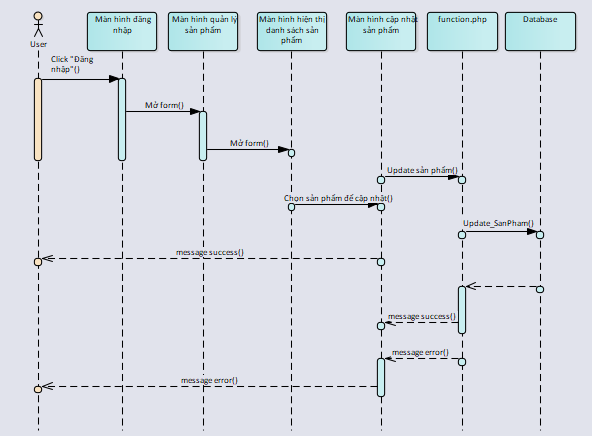 User
Màn hình đăng
nhập
Màn hình quản lý
sản phẩm
Màn hình hiện thị
danh sách sản
phẩm
Màn hình cập nhật
sản phẩm
function.php
Database
Click "Đăng
nhập"()
Mở form()
Mở form()
Update sản phẩm()
Chọn sản phẩm để cập nhật()
Update_SanPham()
message success()
message success()
message error()
message error()